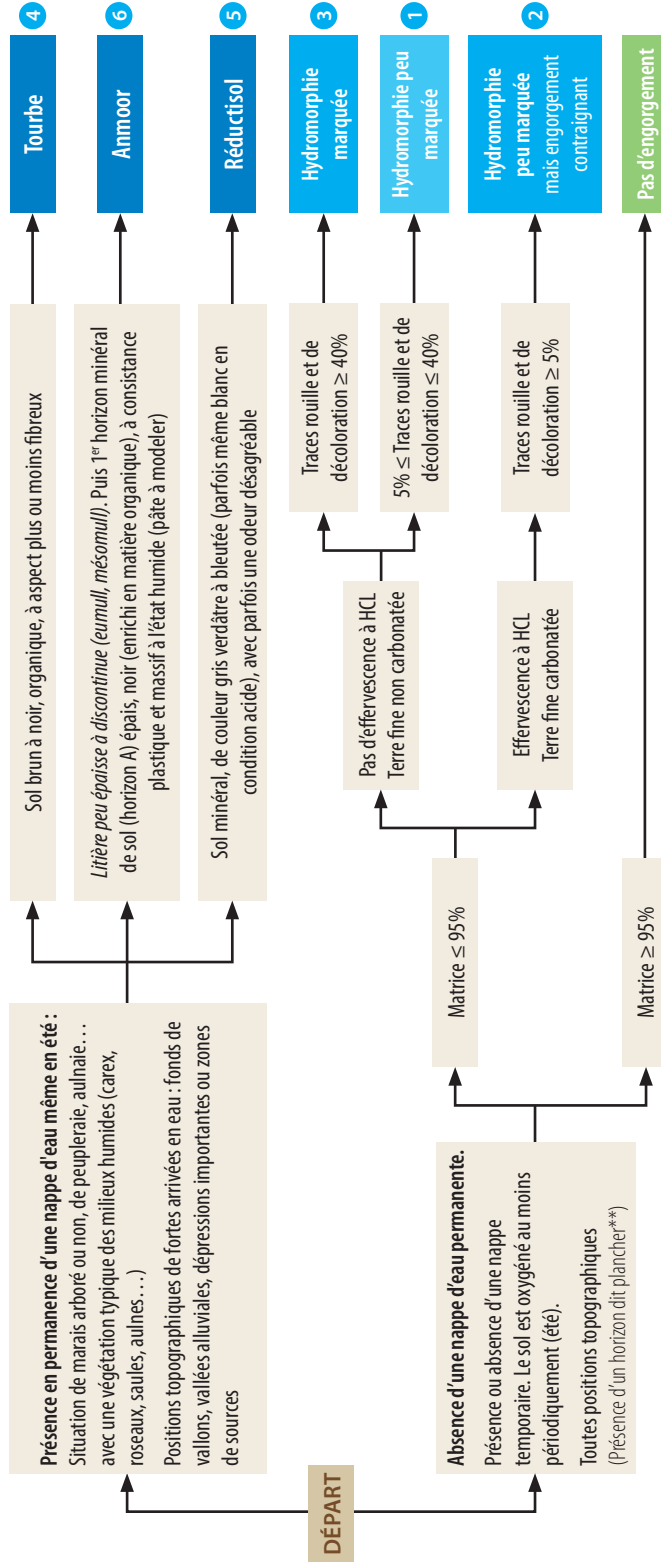 DÉPART
Présence en permanence d'une nappe d'eau même en été :
Situation de marais arboré ou non, de peupleraie, aulnaie…
avec une végétation typique des milieux humides (carex,
roseaux, saules, aulnes…)
Positions topographiques de fortes arrivées en eau : fonds de
vallons, vallées alluviales, dépressions importantes ou zones
de sources
Sol brun à noir, organique, à aspect plus ou moins fibreux
Tourbe
4
Litière peu épaisse à discontinue (eumull, mésomull). Puis 1er horizon minéral
de sol (horizon A) épais, noir (enrichi en matière organique), à consistance
plastique et massif à l'état humide (pâte à modeler)
Anmoor
6
Sol minéral, de couleur gris verdâtre à bleutée (parfois même blanc en
condition acide), avec parfois une odeur désagréable
Réductisol
5
Absence d'une nappe d'eau permanente.
Présence ou absence d'une nappe
temporaire. Le sol est oxygéné au moins
périodiquement (été).
Toutes positions topographiques
(Présence d'un horizon dit plancher**)
Matrice ≤ 95%
Pas d'effervescence à HCL
Terre fine non carbonatée
Traces rouille et de
décoloration ≥ 40%
Hydromorphie
marquée
3
5% ≤ Traces rouille et de
décoloration ≤ 40%
Hydromorphie peu
marquée
1
Effervescence à HCL
Terre fine carbonatée
Traces rouille et de
décoloration ≥ 5%
Hydromorphie
peu marquée
mais engorgement
contraignant
2
Matrice ≥ 95%
Pas d'engorgement